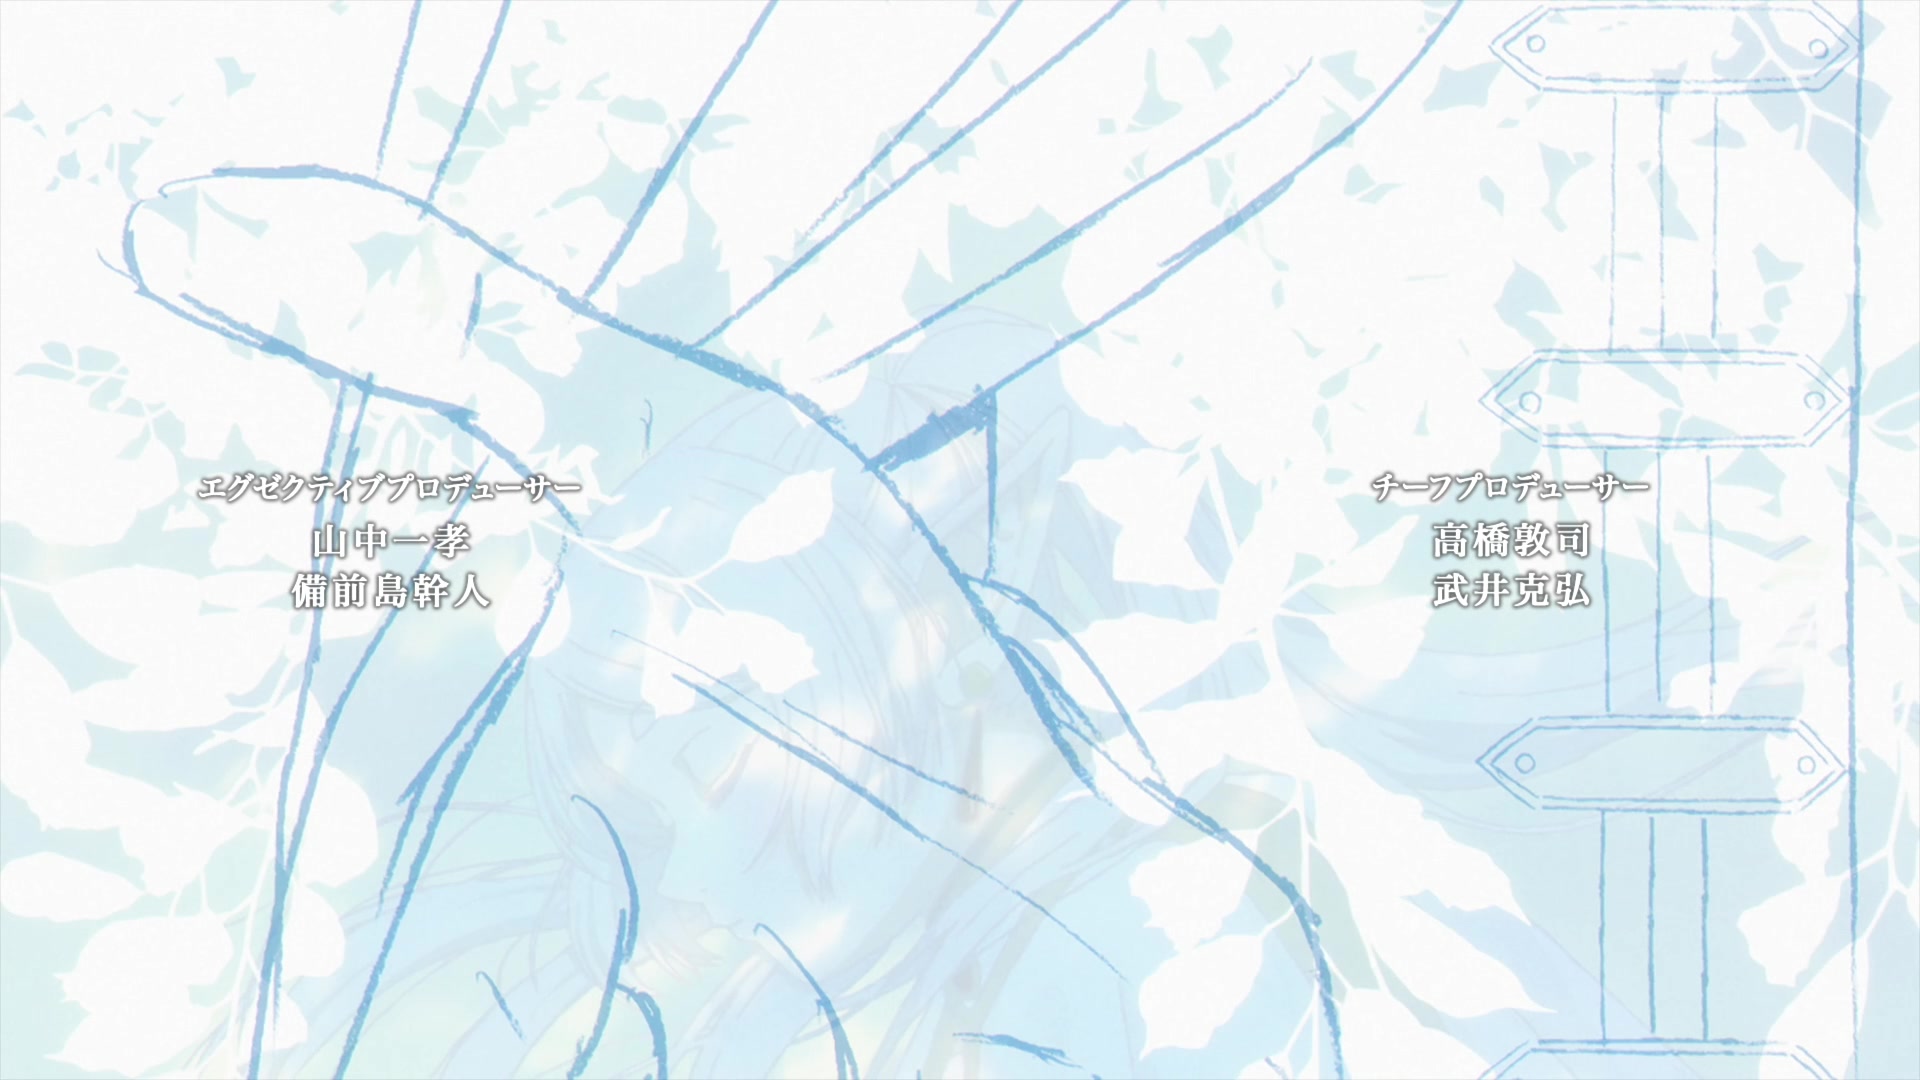 エグゼクティブプロデューサー
山中一孝
備前島幹人
チーフプロデューサー
高橋敦司
武井克弘